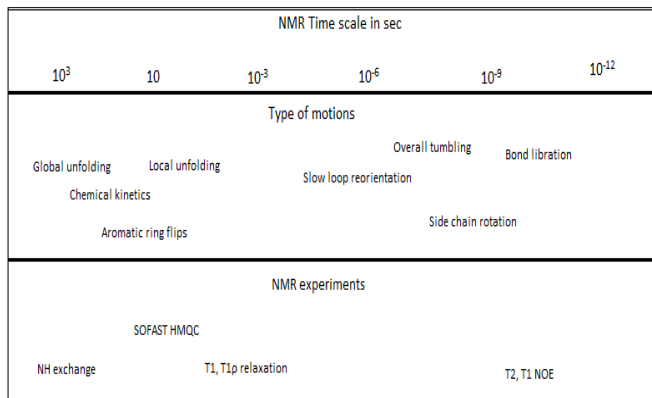 NMR Time scale in sec
10³ 10 10⁻³ 10⁻⁶ 10⁻⁹ 10⁻¹²
Type of motions
Overall tumbling
Bond libration
Global unfolding Local unfolding
Slow loop reorientation
Chemical kinetics
Side chain rotation
Aromatic ring flips
NMR experiments
SOFAST HMQC
NH exchange T1, T1ρ relaxation T2, T1 NOE